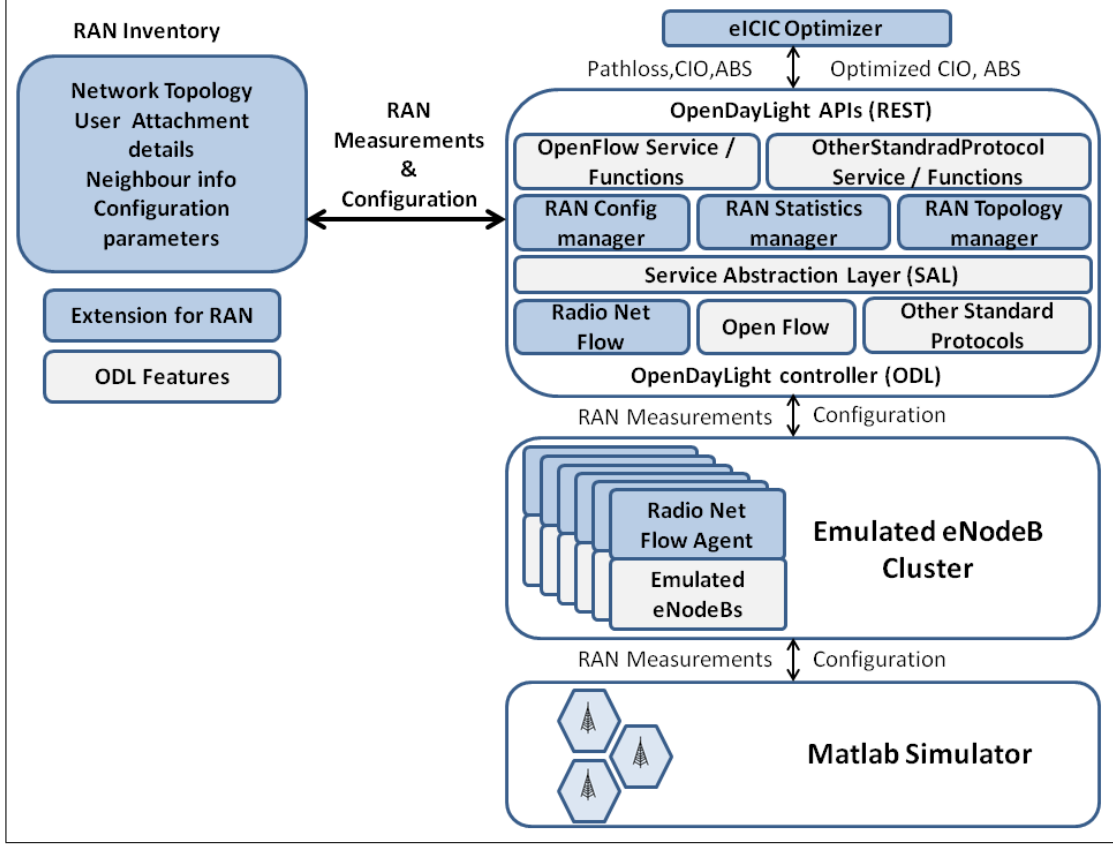 RAN Inventory
Network Topology
User Attachment
details
Neighbour info
Configuration
parameters
Extension for RAN
ODL Features
RAN
Measurements
&
Configuration
eICIC Optimizer
Pathloss,CIO,ABS
Optimized CIO, ABS
OpenDayLight APIs (REST)
OpenFlow Service /
Functions
OtherStandradProtocol
Service / Functions
RAN Config
manager
RAN Statistics
manager
RAN Topology
manager
Service Abstraction Layer (SAL)
Radio Net
Flow
Open Flow
Other Standard
Protocols
OpenDayLight controller (ODL)
RAN Measurements
Configuration
Radio Net
Flow Agent
Emulated
eNodeBs
Emulated eNodeB
Cluster
RAN Measurements
Configuration
Matlab Simulator